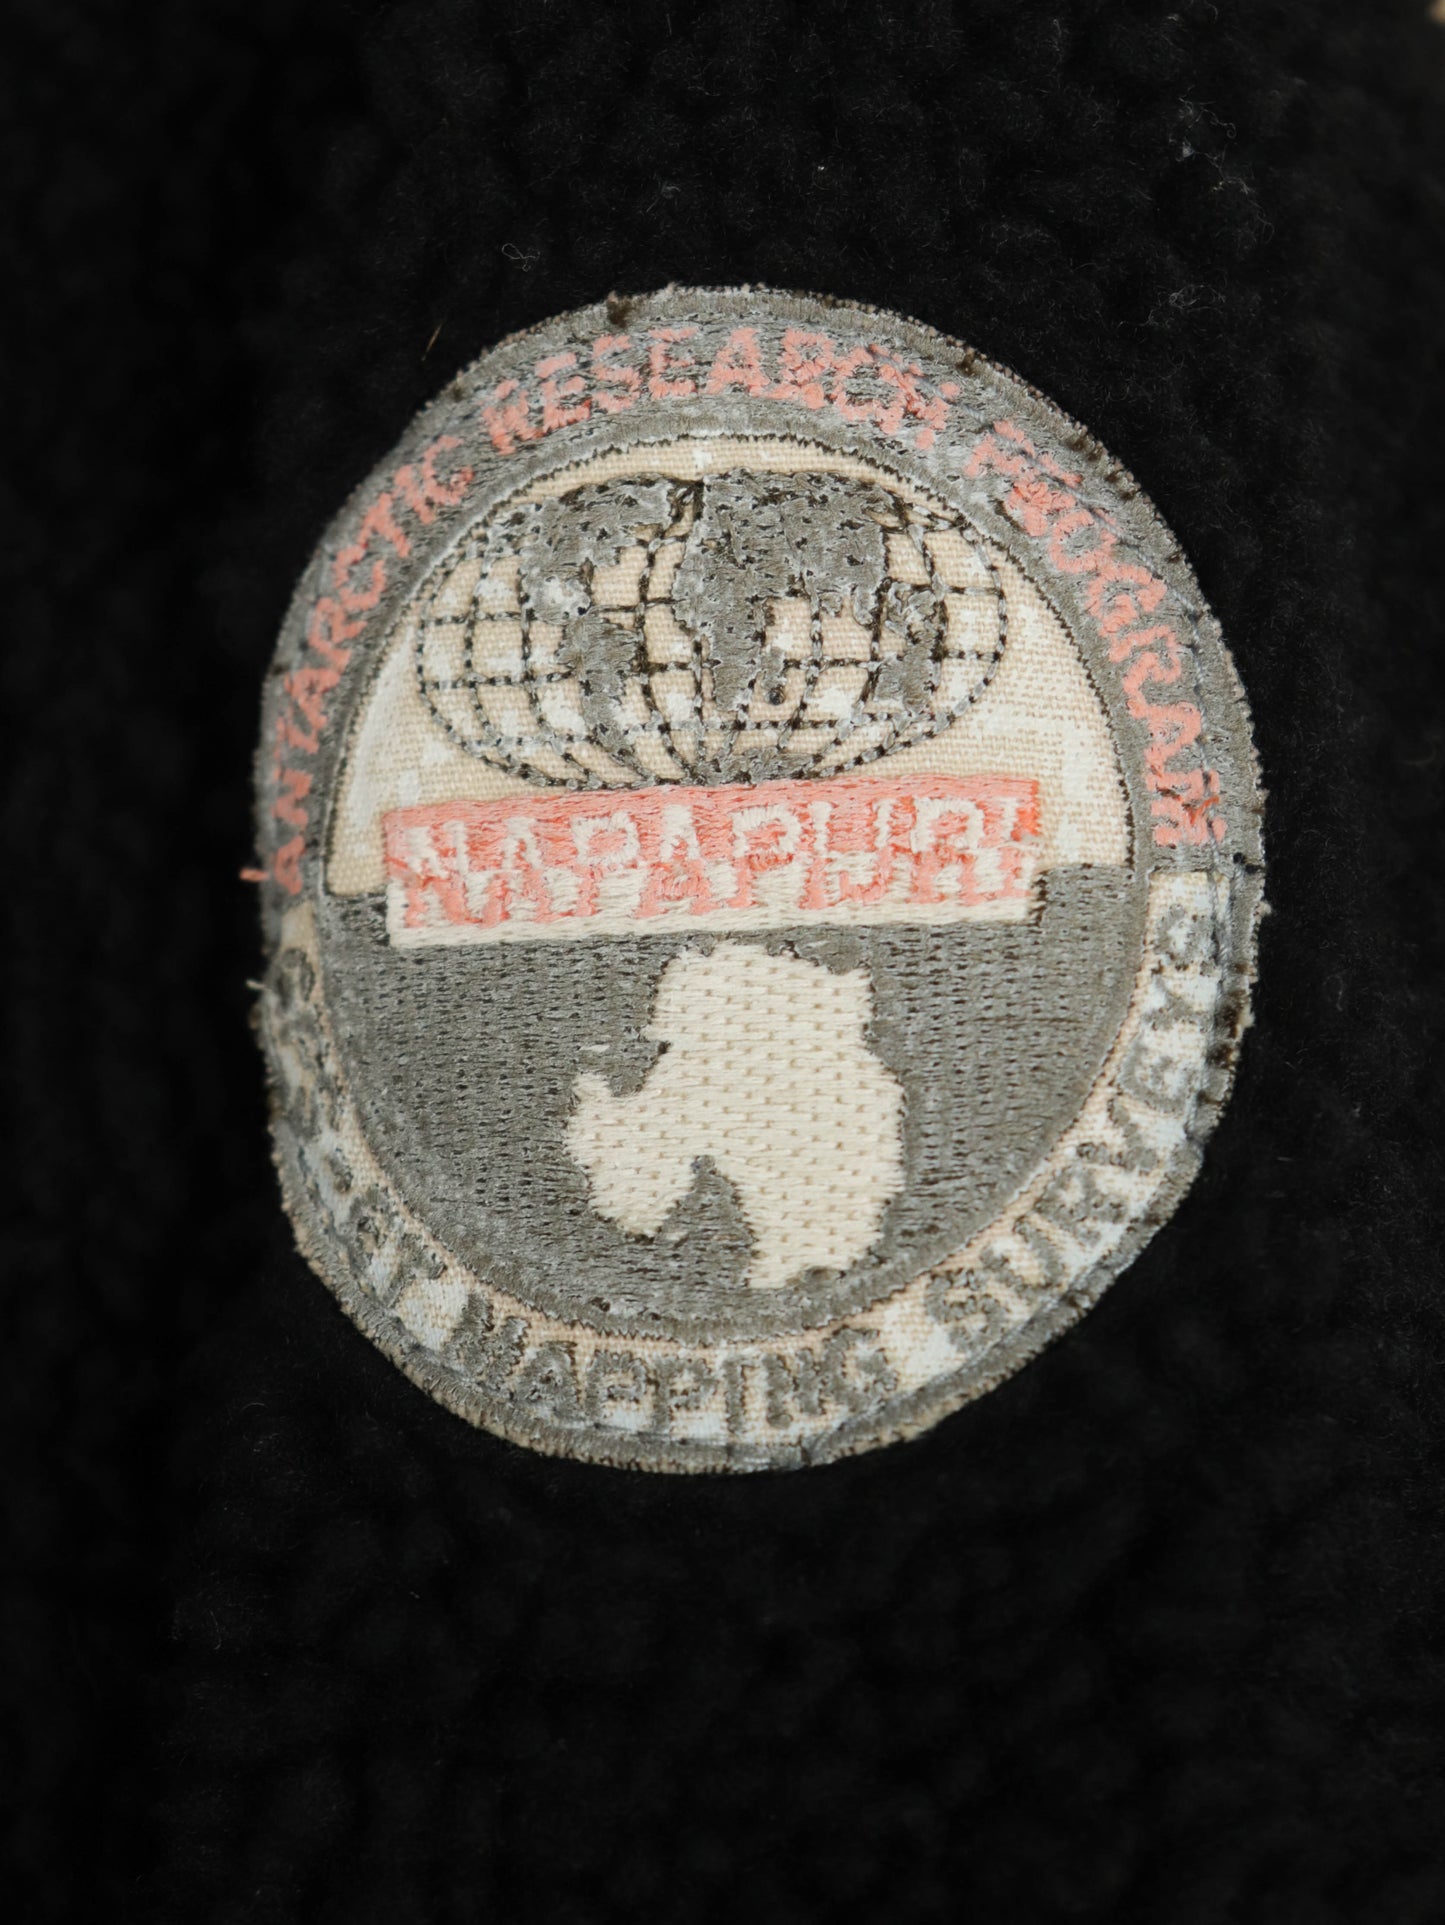 ANTARCTIC RESEARCH PROGRAM
NAPAPIJRI
MAPPING SURVEYS